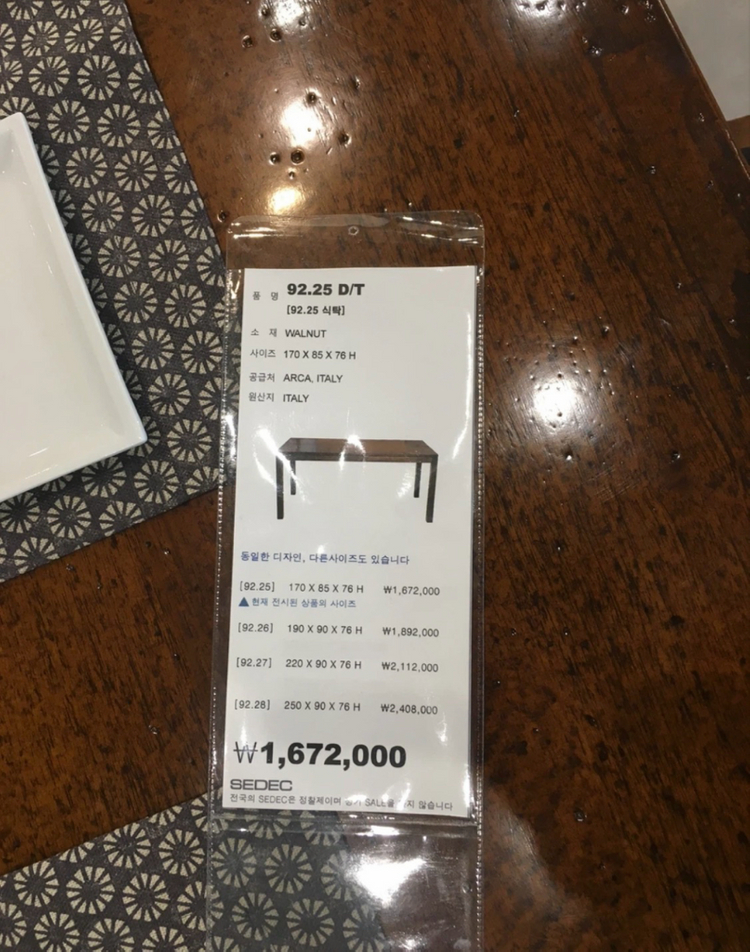 품 명 92.25 D/T
[92.25 식탁]
소 재 WALNUT
사이즈 170 X 85 X 76 H
공급처 ARCA, ITALY
원산지 ITALY
동일한 디자인, 다른사이즈도 있습니다
[92.25] 170 X 85 X 76 H ₩1,672,000
▲현재 전시된 상품의 사이즈
[92.26] 190 X 90 X 76 H ₩1,892,000
[92.27] 220 X 90 X 76 H ₩2,112,000
[92.28] 250 X 90 X 76 H ₩2,408,000
₩1,672,000
SEDEC
전국의 SEDEC은 정찰제이며 SALE을 않습니다